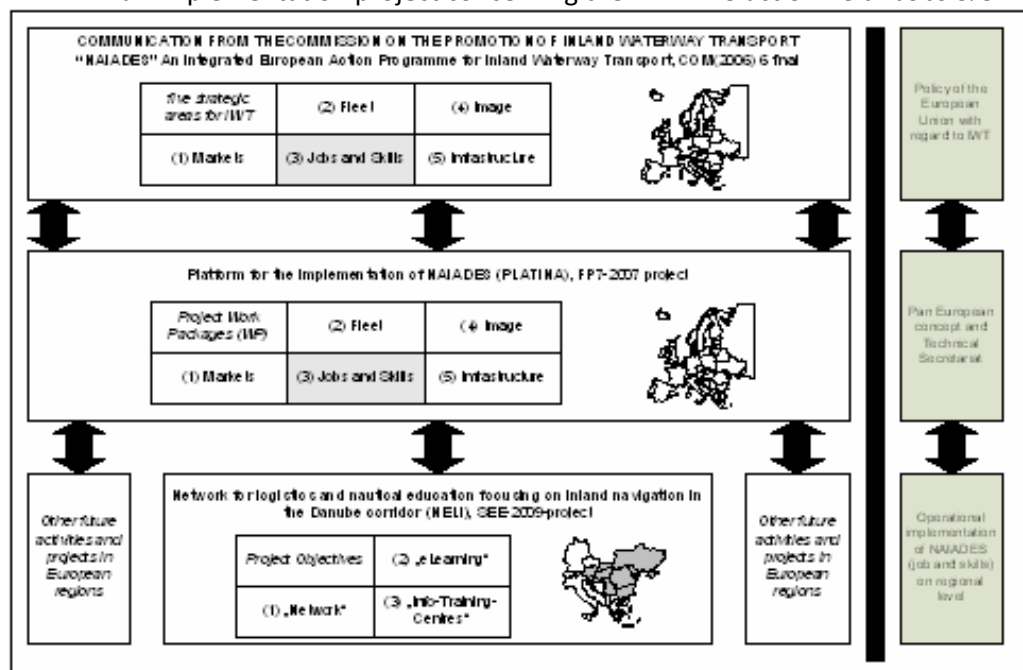 COMMUNICATION FROM THE COMMISSION ON THE PROMOTION OF INLAND WATERWAY TRANSPORT
"NAIADES" An Integrated European Action Programme for Inland Waterway Transport, COM(2006) 6 final
five strategic
areas for IWT
(2) Fleet
(4) Image
(1) Markets
(3) Jobs and Skills
(5) Infrastructure
Policy of the
European
Union with
regard to IWT
Platform for the Implementation of NAIADES (PLATINA), FP7-2007 project
Project Work
Packages (WP)
(2) Fleet
(4) Image
(1) Markets
(3) Jobs and Skills
(5) Infrastructure
Pan European
concept and
Technical
Secretariat
Other future
activities and
projects in
European
regions
Network for logistics and nautical education focusing on inland navigation in
the Danube corridor (NELI), SEE-2009-project
Project Objectives
(2) „eLearning“
(1) „Network“
(3) „Info-Training-
Centres“
Other future
activities and
projects in
European
regions
Operational
implementation
of NAIADES
(job and skills)
on regional
level